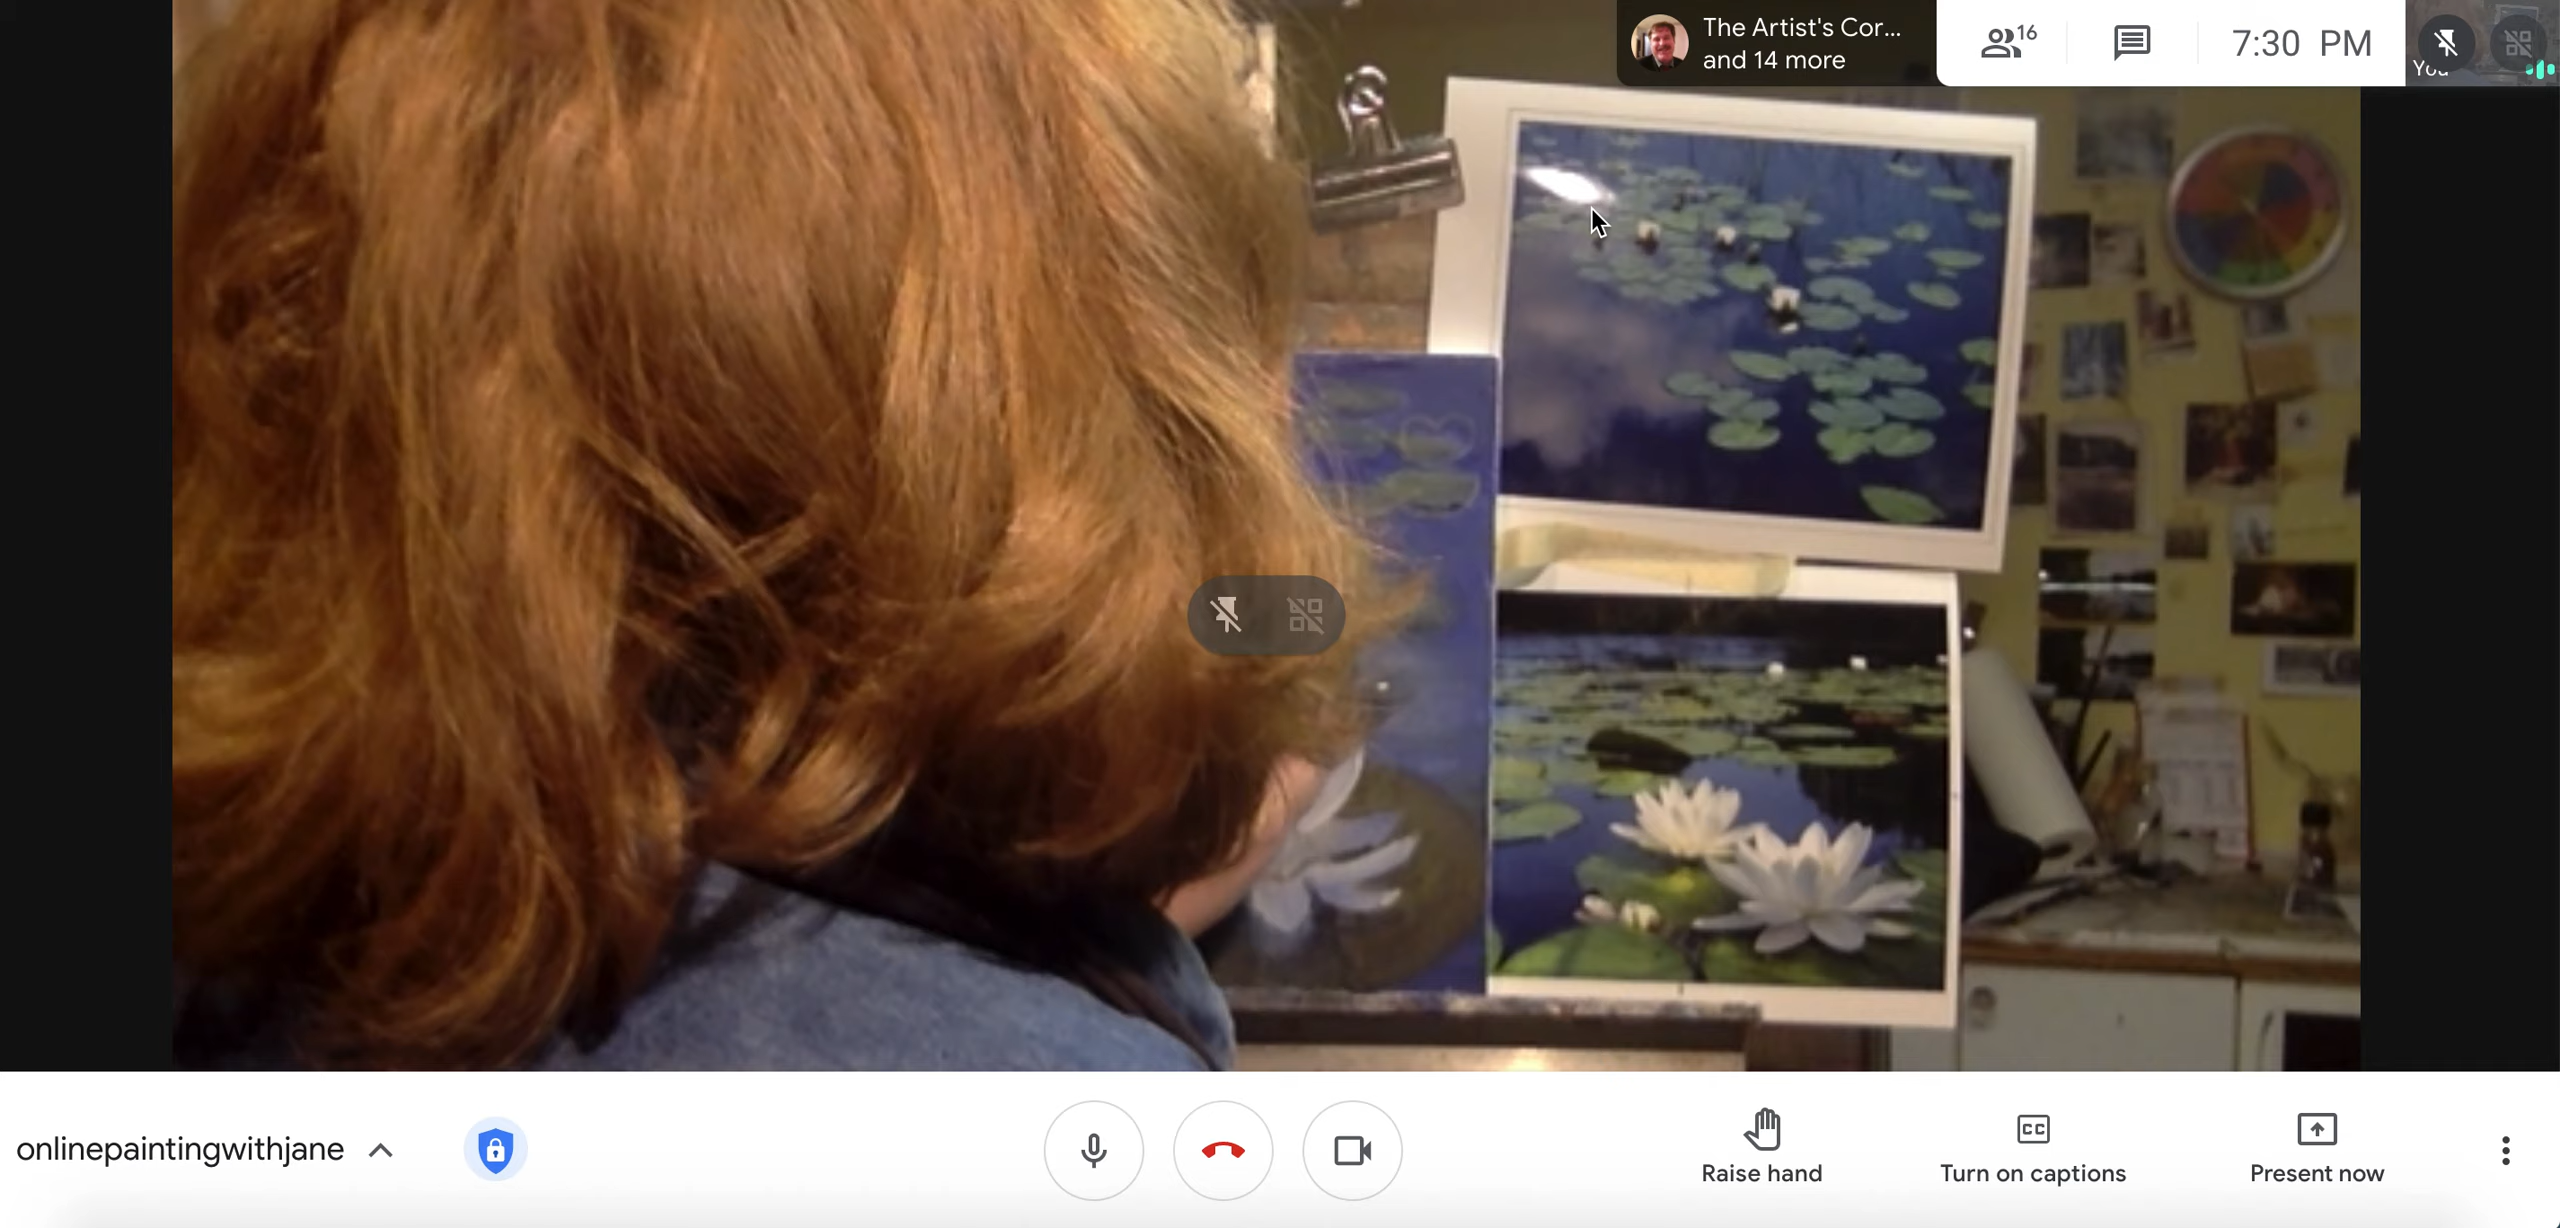 The Artist's Cor...
and 14 more
16
7:30 PM
You
onlinepaintingwithjane
Raise hand
CC
Turn on captions
Present now